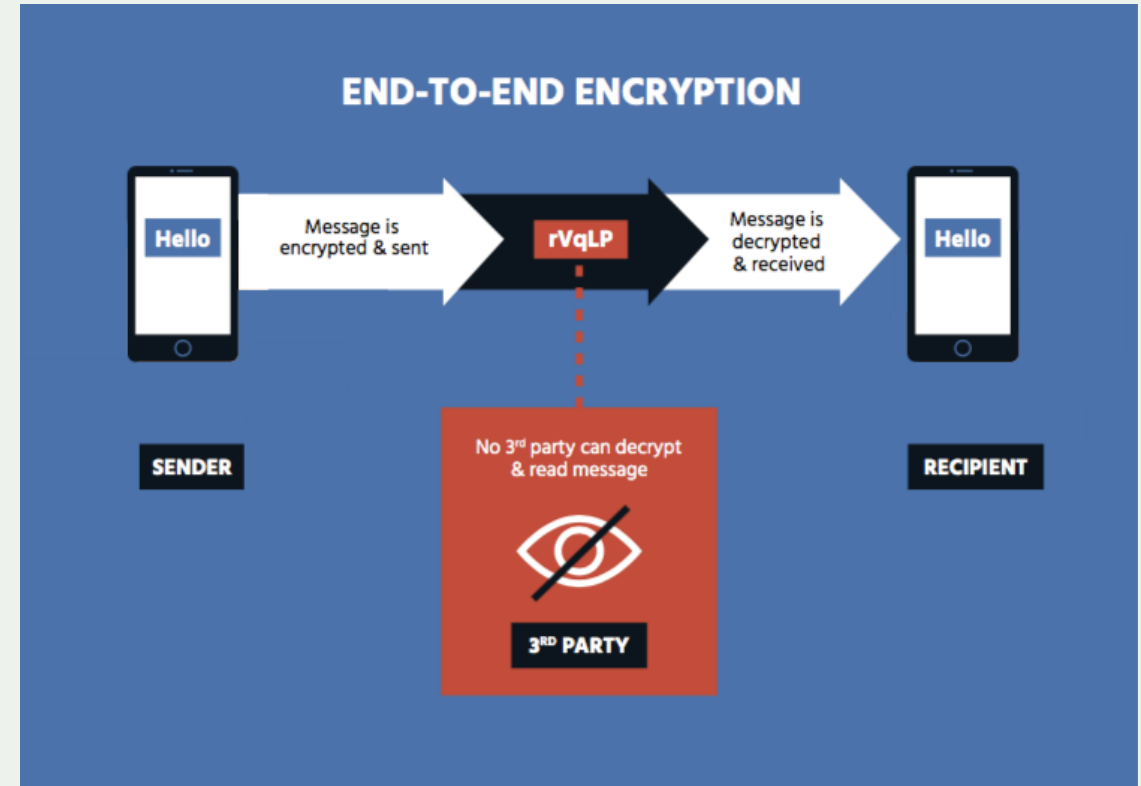 END-TO-END ENCRYPTION
Hello
Message is
encrypted & sent
rVqLP
Message is
decrypted
& received
Hello
SENDER
No 3rd party can decrypt
& read message
RECIPIENT
3RD PARTY